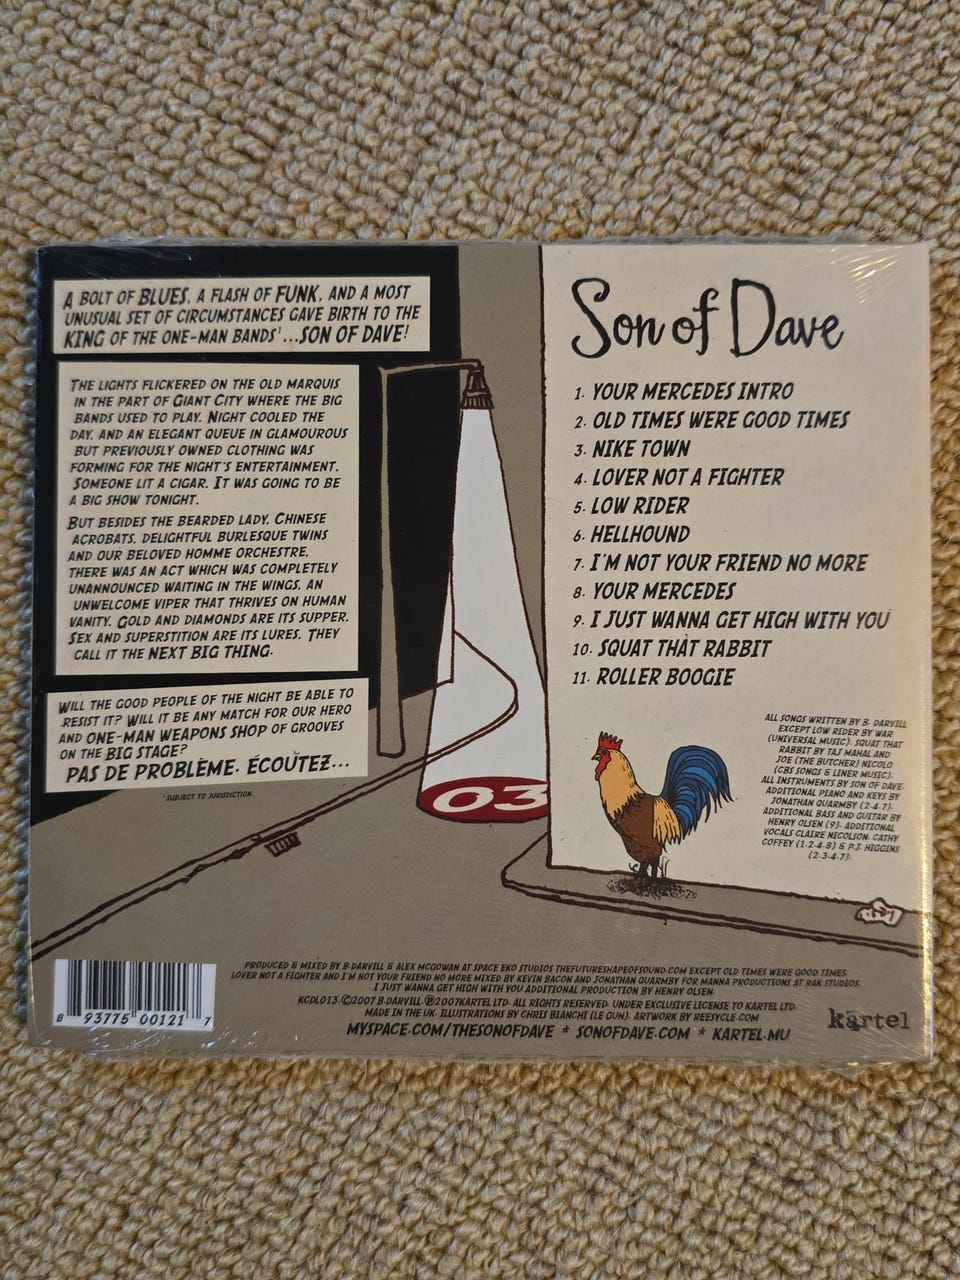 A BOLT OF BLUES, A FLASH OF FUNK, AND A MOST
UNUSUAL SET OF CIRCUMSTANCES GAVE BIRTH TO THE
KING OF THE ONE-MAN BANDS¹...SON OF DAVE!
THE LIGHTS FLICKERED ON THE OLD MARQUIS
IN THE PART OF GIANT CITY WHERE THE BIG
BANDS USED TO PLAY. NIGHT COOLED THE
DAY, AND AN ELEGANT QUEUE IN GLAMOUROUS
BUT PREVIOUSLY OWNED CLOTHING WAS
FORMING FOR THE NIGHT'S ENTERTAINMENT.
SOMEONE LIT A CIGAR. IT WAS GOING TO BE
A BIG SHOW TONIGHT.
BUT BESIDES THE BEARDED LADY, CHINESE
ACROBATS, DELIGHTFUL BURLESQUE TWINS
AND OUR BELOVED HOMME ORCHESTRE,
THERE WAS AN ACT WHICH WAS COMPLETELY
UNANNOUNCED WAITING IN THE WINGS, AN
UNWELCOME VIPER THAT THRIVES ON HUMAN
VANITY. GOLD AND DIAMONDS ARE ITS SUPPER.
SEX AND SUPERSTITION ARE ITS LURES. THEY
CALL IT THE NEXT BIG THING.
WILL THE GOOD PEOPLE OF THE NIGHT BE ABLE TO
RESIST IT? WILL IT BE ANY MATCH FOR OUR HERO
AND ONE-MAN WEAPONS SHOP OF GROOVES
ON THE BIG STAGE?
PAS DE PROBLÈME. ÉCOUTEZ...
¹SUBJECT TO JURISDICTION.
03
Son of Dave
1. YOUR MERCEDES INTRO
2. OLD TIMES WERE GOOD TIMES
3. NIKE TOWN
4. LOVER NOT A FIGHTER
5. LOW RIDER
6. HELLHOUND
7. I'M NOT YOUR FRIEND NO MORE
8. YOUR MERCEDES
9. I JUST WANNA GET HIGH WITH YOU
10. SQUAT THAT RABBIT
11. ROLLER BOOGIE
ALL SONGS WRITTEN BY B. DARVILL
EXCEPT LOW RIDER BY WAR
(UNIVERSAL MUSIC). SQUAT THAT
RABBIT BY TAJ MAHAL AND
JOE (THE BUTCHER) NICOLO
(CBS SONGS & LINER MUSIC).
ALL INSTRUMENTS BY SON OF DAVE.
ADDITIONAL PIANO AND KEYS BY
JONATHAN QUARMBY (2.4.7).
ADDITIONAL BASS AND GUITAR BY
HENRY OLSEN (9). ADDITIONAL
VOCALS CLAIRE NICOLSON, CATHY
COFFEY (1.2.4.8) & P.J. HIGGINS
(2.3.4.7).
PRODUCED & MIXED BY B.DARVILL & ALEX MCGOWAN AT SPACE EKO STUDIOS THEFUTURESHAPEOFSOUND.COM EXCEPT OLD TIMES WERE GOOD TIMES,
LOVER NOT A FIGHTER AND I'M NOT YOUR FRIEND NO MORE MIXED BY KEVIN BACON AND JONATHAN QUARMBY FOR MANNA PRODUCTIONS AT RAK STUDIOS.
I JUST WANNA GET HIGH WITH YOU ADDITIONAL PRODUCTION BY HENRY OLSEN.
KCDL013 ©2007 B.DARVILL ℗2007KARTEL LTD. ALL RIGHTS RESERVED. UNDER EXCLUSIVE LICENSE TO KARTEL LTD.
MADE IN THE UK. ILLUSTRATIONS BY CHRIS BIANCHI (LE GUN). ARTWORK BY REESYCLE.COM
MYSPACE.COM/THESONOFDAVE * SONOFDAVE.COM * KARTEL.MU
8 93775 00121 7
kartel